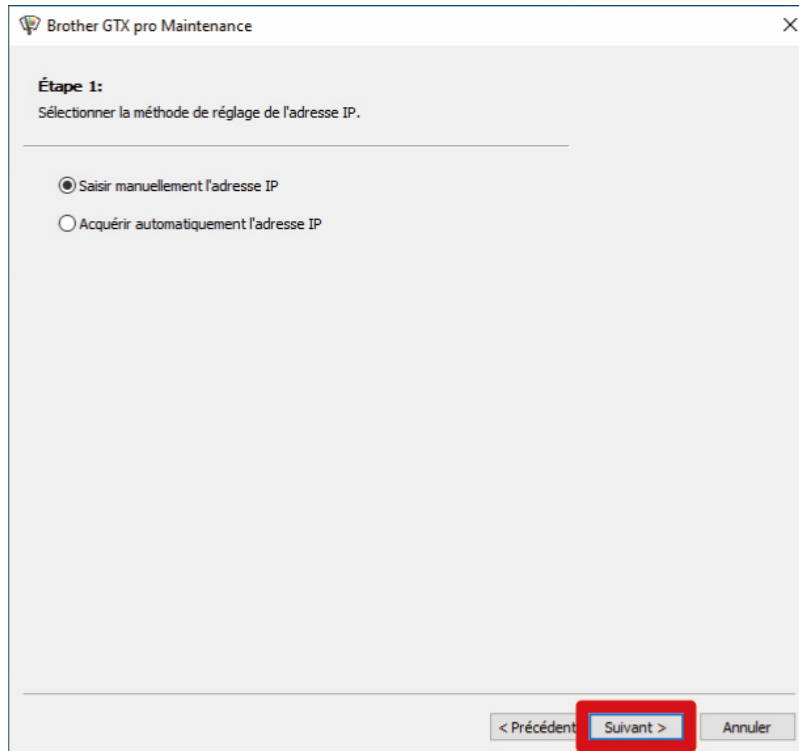 Brother GTX pro Maintenance
Étape 1:
Sélectionner la méthode de réglage de l'adresse IP.
Saisir manuellement l'adresse IP
Acquérir automatiquement l'adresse IP
< Précédent Suivant > Annuler